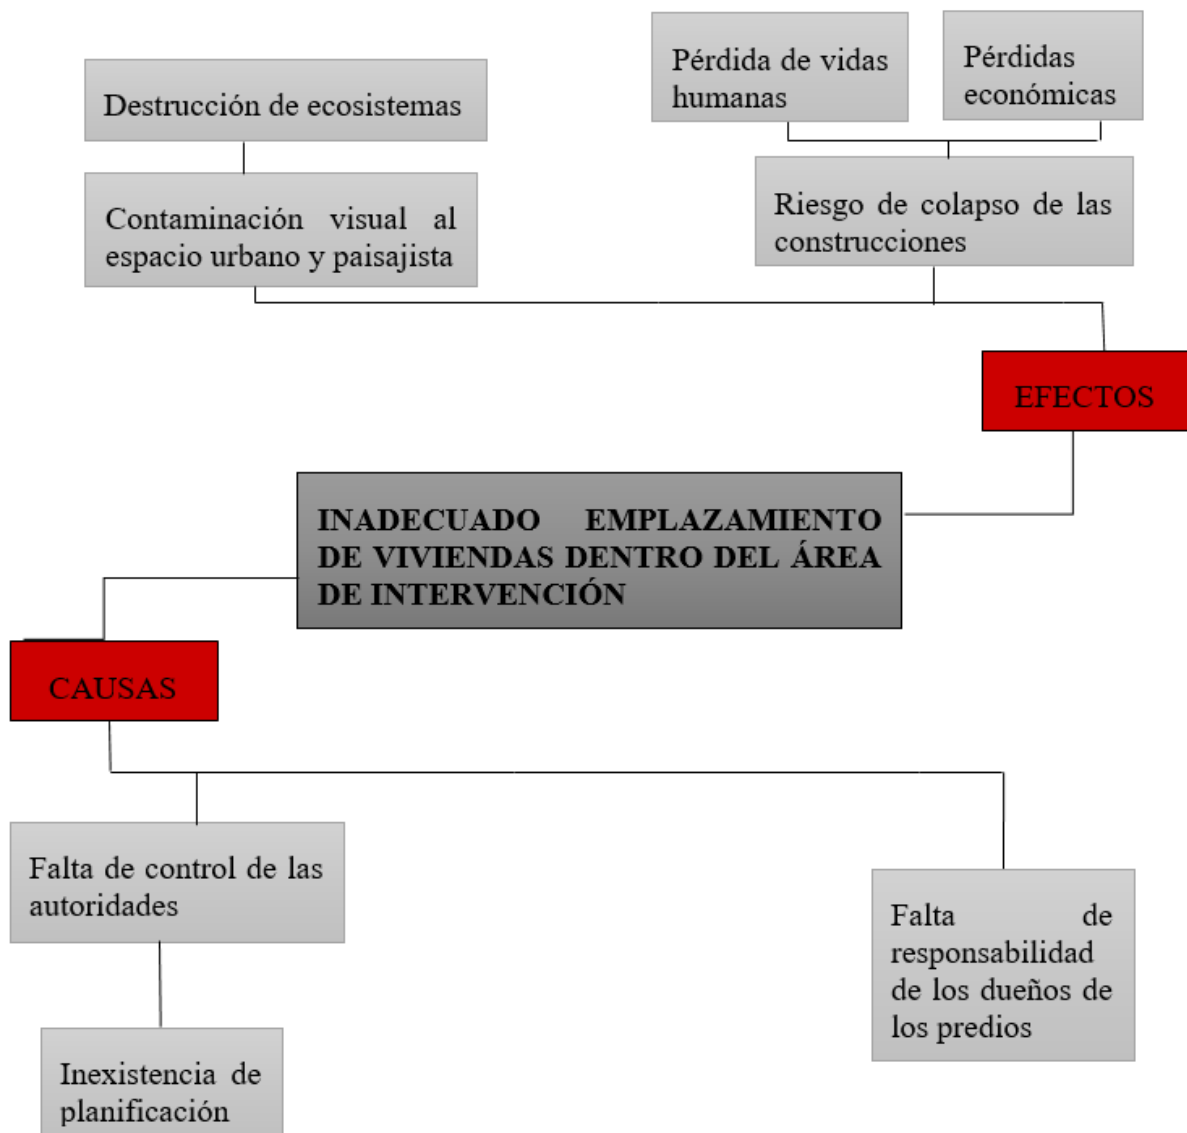 Pérdida de vidas
humanas
Pérdidas
económicas
Destrucción de ecosistemas
Contaminación visual al
espacio urbano y paisajista
Riesgo de colapso de las
construcciones
EFECTOS
INADECUADO EMPLAZAMIENTO
DE VIVIENDAS DENTRO DEL ÁREA
DE INTERVENCIÓN
CAUSAS
Falta de control de las
autoridades
Falta de
responsabilidad
de los dueños de
los predios
Inexistencia de
planificación